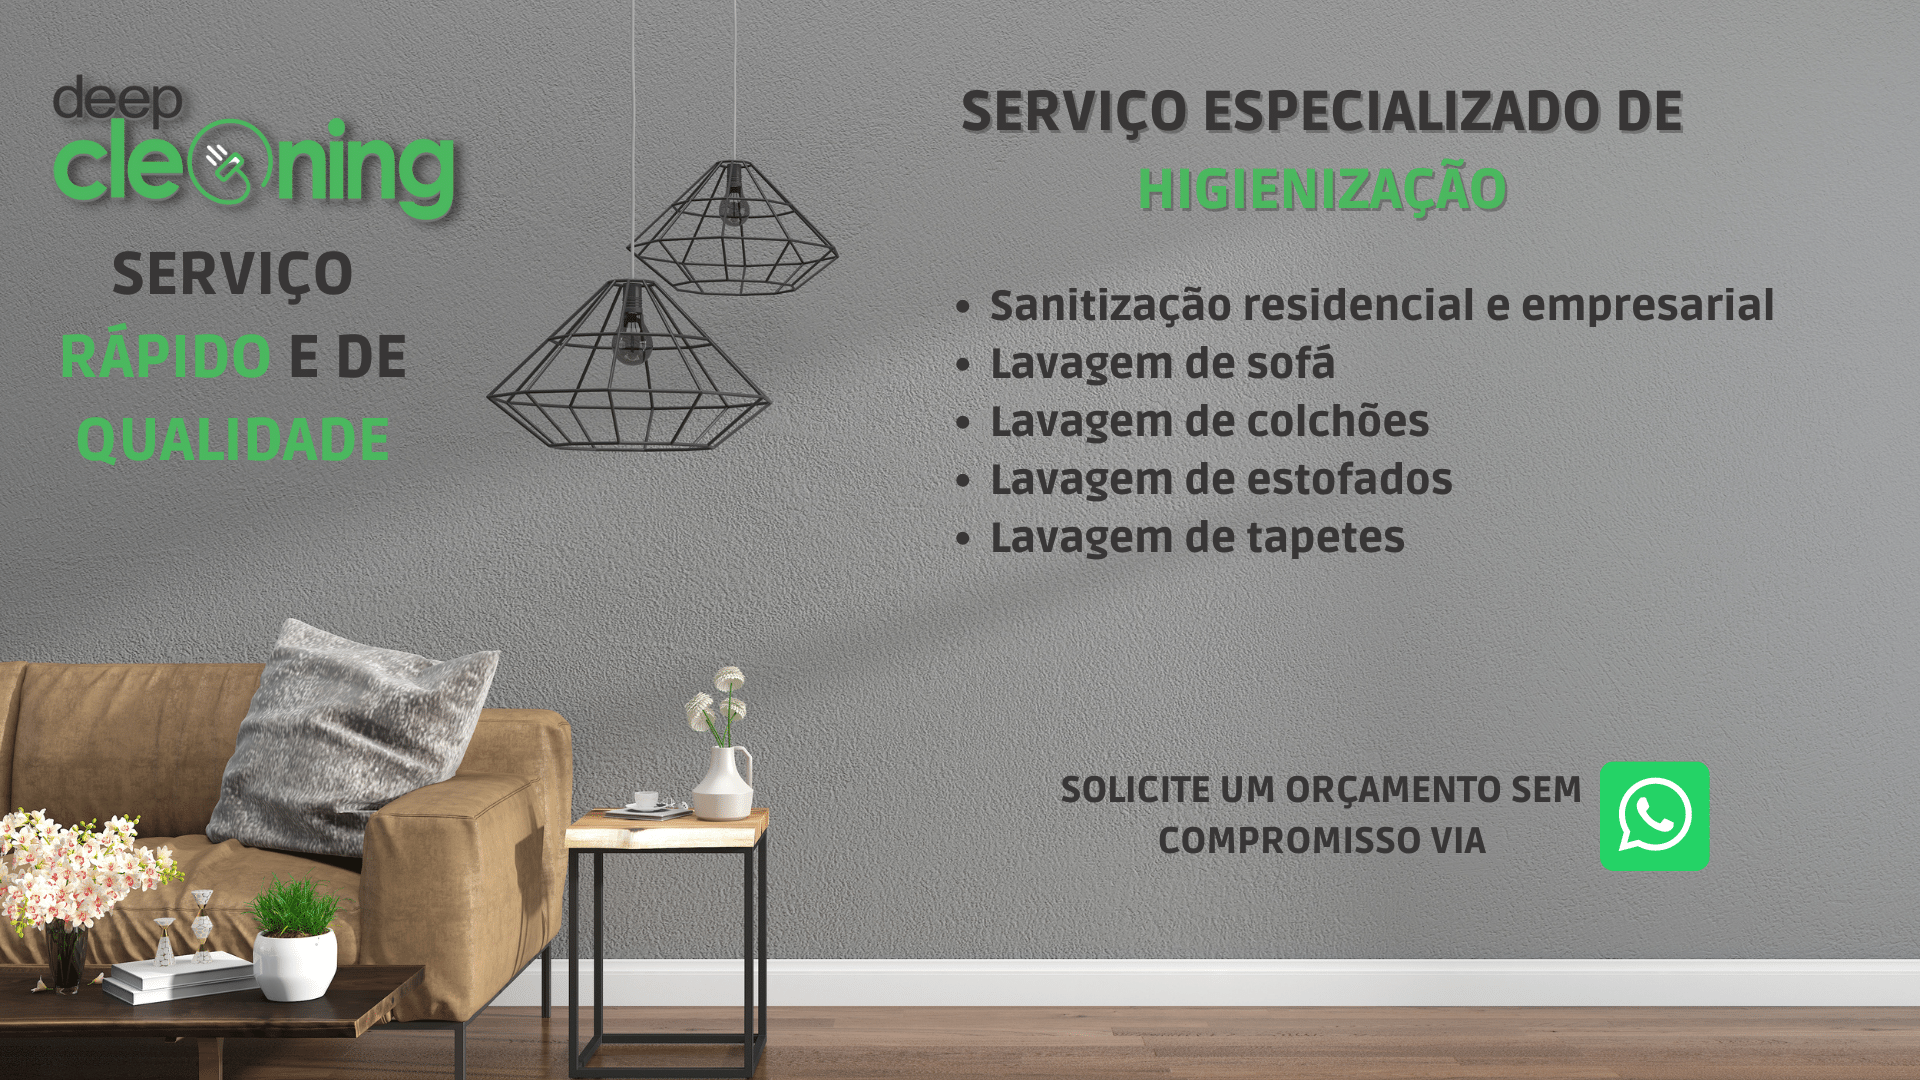 deep
cleaning
SERVIÇO
RÁPIDO E DE
QUALIDADE
SERVIÇO ESPECIALIZADO DE
HIGIENIZAÇÃO
• Sanitização residencial e empresarial
• Lavagem de sofá
• Lavagem de colchões
• Lavagem de estofados
• Lavagem de tapetes
SOLICITE UM ORÇAMENTO SEM
COMPROMISSO VIA